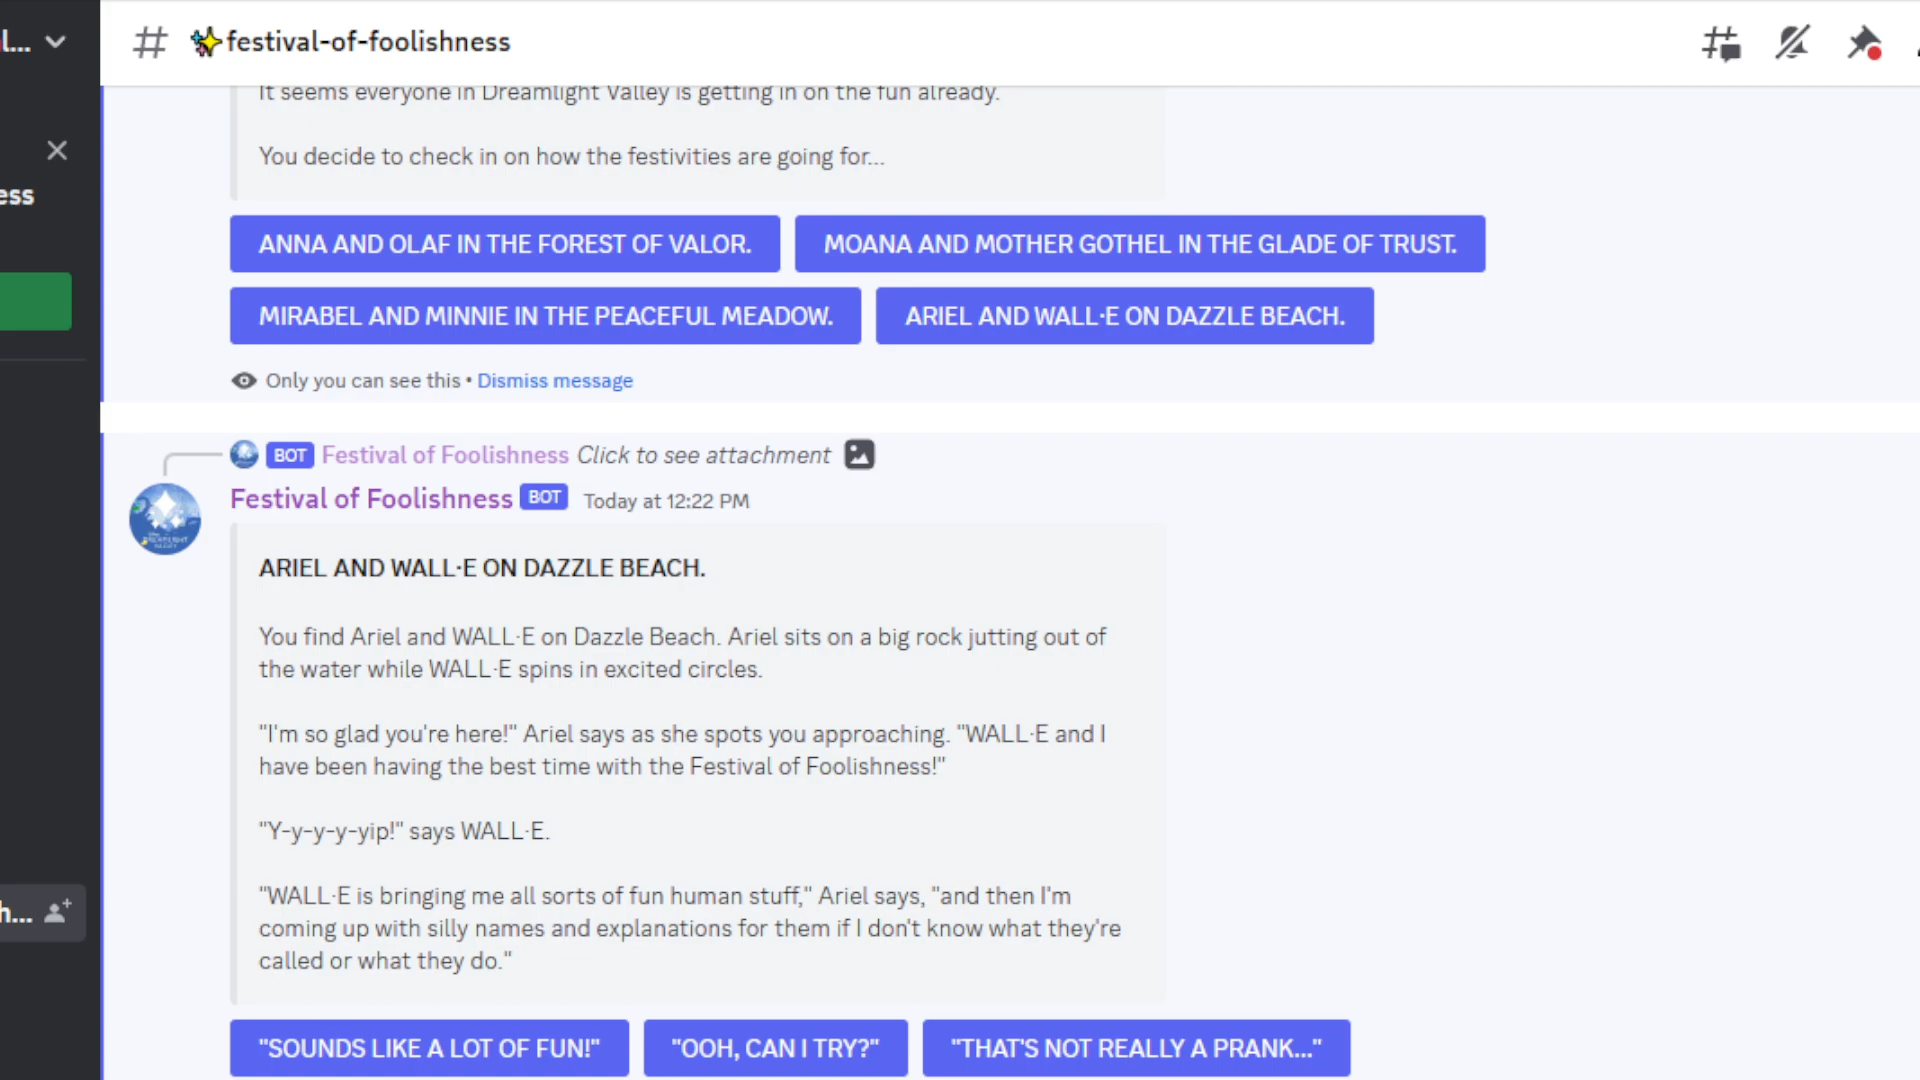 l...
festival-of-foolishness
It seems everyone in Dreamlight Valley is getting in on the fun already.
ess
You decide to check in on how the festivities are going for...
ANNA AND OLAF IN THE FOREST OF VALOR.
MOANA AND MOTHER GOTHEL IN THE GLADE OF TRUST.
MIRABEL AND MINNIE IN THE PEACEFUL MEADOW.
ARIEL AND WALL·E ON DAZZLE BEACH.
Only you can see this • Dismiss message
BOT Festival of Foolishness Click to see attachment
Festival of Foolishness BOT Today at 12:22 PM
ARIEL AND WALL·E ON DAZZLE BEACH.
You find Ariel and WALL·E on Dazzle Beach. Ariel sits on a big rock jutting out of
the water while WALL·E spins in excited circles.
"I'm so glad you're here!" Ariel says as she spots you approaching. "WALL·E and I
have been having the best time with the Festival of Foolishness!"
"Y-y-y-y-yip!" says WALL·E.
"WALL·E is bringing me all sorts of fun human stuff," Ariel says, "and then I'm
h...
coming up with silly names and explanations for them if I don't know what they're
called or what they do."
"SOUNDS LIKE A LOT OF FUN!"
"OOH, CAN I TRY?"
"THAT'S NOT REALLY A PRANK..."